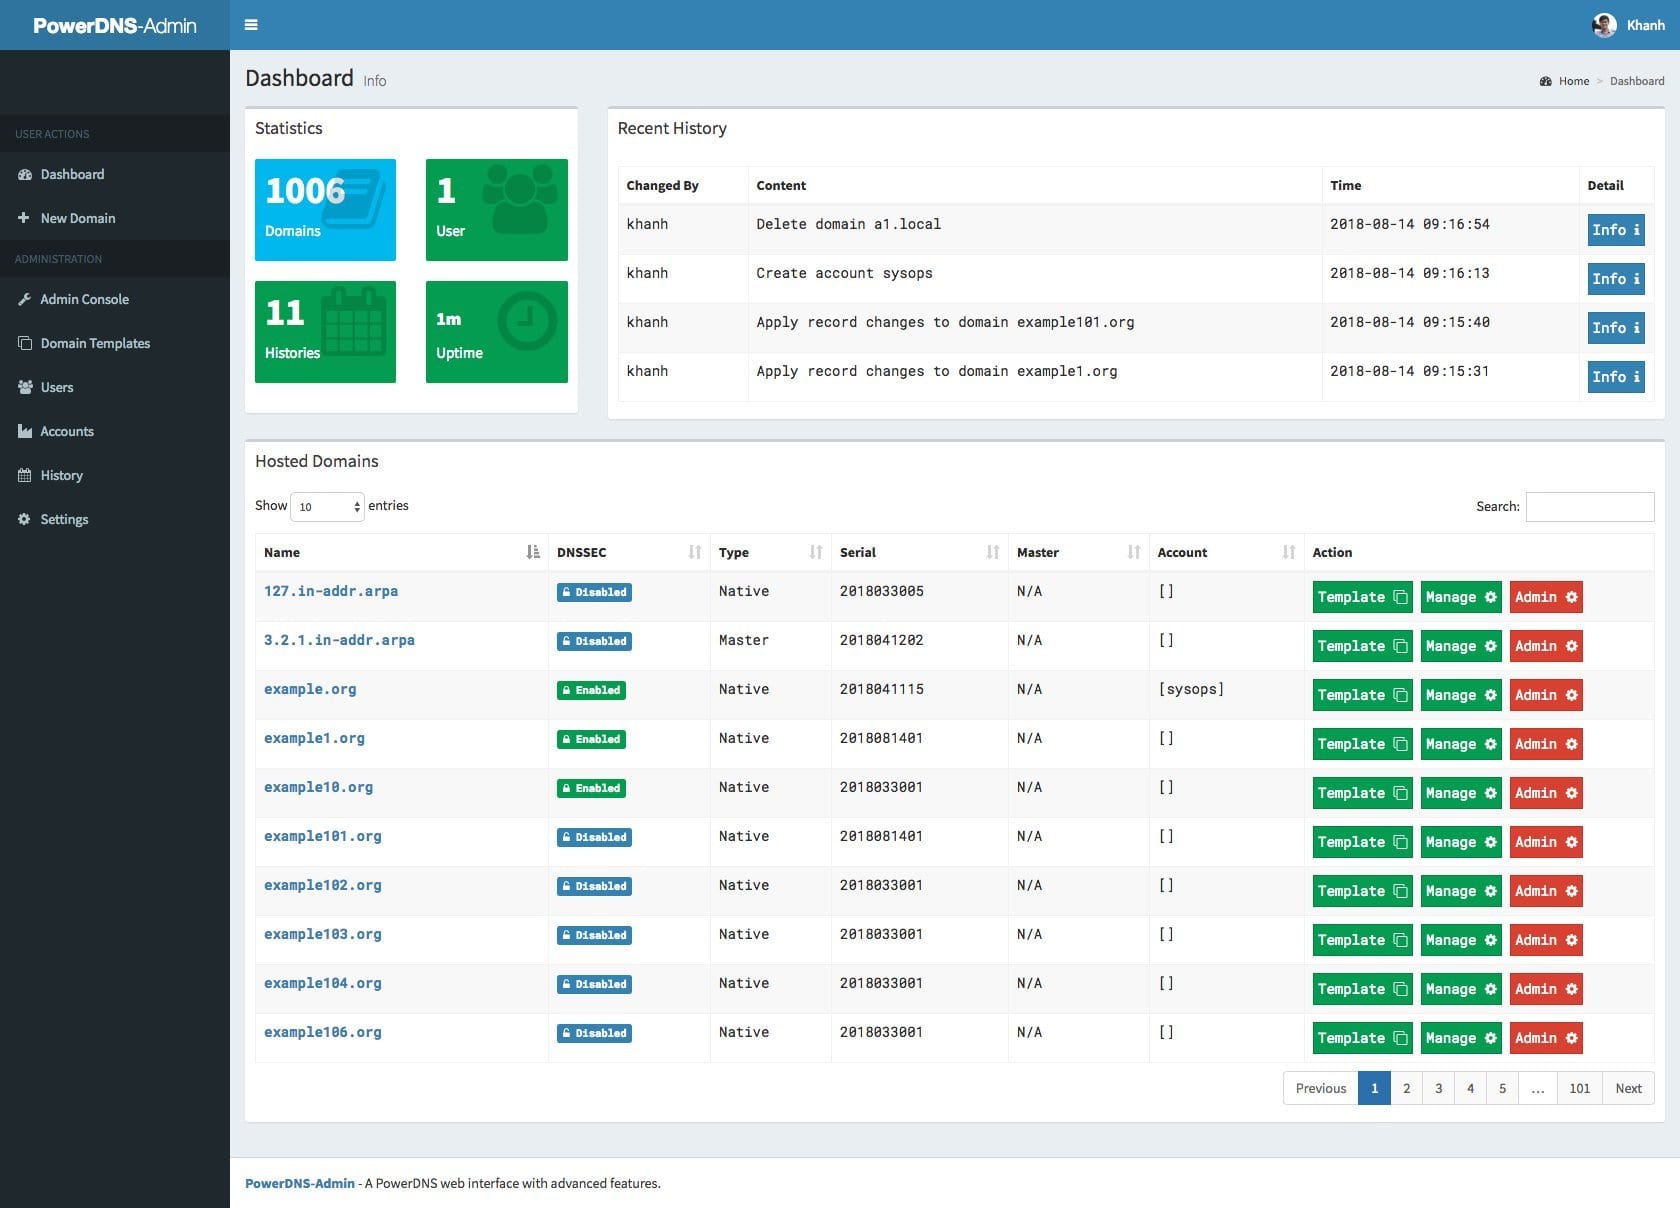 PowerDNS-Admin
Khanh
Dashboard Info
Home > Dashboard
USER ACTIONS
Dashboard
New Domain
ADMINISTRATION
Admin Console
Domain Templates
Users
Accounts
History
Settings
Statistics
1006
Domains
1
User
11
Histories
1m
Uptime
Recent History
Changed By Content Time Detail
khanh Delete domain a1.local 2018-08-14 09:16:54 Info
khanh Create account sysops 2018-08-14 09:16:13 Info
khanh Apply record changes to domain example101.org 2018-08-14 09:15:40 Info
khanh Apply record changes to domain example1.org 2018-08-14 09:15:31 Info
Hosted Domains
Show 10 entries
Search:
Name DNSSEC Type Serial Master Account Action
127.in-addr.arpa Disabled Native 2018033005 N/A [] Template Manage Admin
3.2.1.in-addr.arpa Disabled Master 2018041202 N/A [] Template Manage Admin
example.org Enabled Native 2018041115 N/A [sysops] Template Manage Admin
example1.org Enabled Native 2018081401 N/A [] Template Manage Admin
example10.org Enabled Native 2018033001 N/A [] Template Manage Admin
example101.org Disabled Native 2018081401 N/A [] Template Manage Admin
example102.org Disabled Native 2018033001 N/A [] Template Manage Admin
example103.org Disabled Native 2018033001 N/A [] Template Manage Admin
example104.org Disabled Native 2018033001 N/A [] Template Manage Admin
example106.org Disabled Native 2018033001 N/A [] Template Manage Admin
Previous 1 2 3 4 5 … 101 Next
PowerDNS-Admin - A PowerDNS web interface with advanced features.